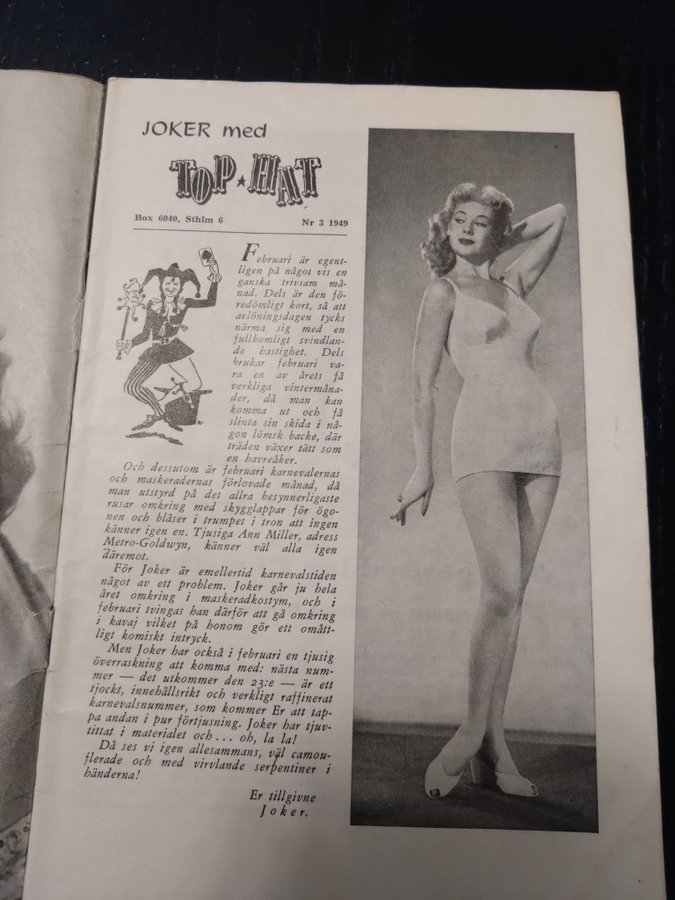 JOKER med
TOP★HAT
Box 6040, Sthlm 6 Nr 3 1949
Februari är egent-
ligen på något vis en
ganska trivsam må-
nad. Dels är den fö-
redömligt kort, så att
avlöningsdagen tycks
närma sig med en
fullkomligt svindlan-
de hastighet. Dels
brukar februari va-
ra en av årets få
verkliga vintermåna-
der, då man kan
komma ut och få
slinta sin skida i nå-
gon lömsk backe, där
träden växer tätt som
en havreåker.
Och dessutom är februari karnevalernas
och maskeradernas förlovade månad, då
man utstyrd på det allra besynnerligaste
rusar omkring med skygglappar för ögo-
nen och blåser i trumpet i tron att ingen
känner igen en. Tjusiga Ann Miller, adress
Metro-Goldwyn, känner väl alla igen
däremot.
För Joker är emellertid karnevalstiden
något av ett problem. Joker går ju hela
året omkring i maskeradkostym, och i
februari tvingas han därför att gå omkring
i kavaj vilket på honom gör ett omått-
ligt komiskt intryck.
Men Joker har också i februari en tjusig
överraskning att komma med: nästa num-
mer — det utkommer den 23:e — är ett
tjockt, innehållsrikt och verkligt raffinerat
karnevalsnummer, som kommer Er att tap-
pa andan i pur förtjusning. Joker har tjuv-
tittat i materialet och... oh, la la!
Då ses vi igen allesammans, väl camou-
flerade och med virvlande serpentiner i
händerna!
Er tillgivne
Joker.